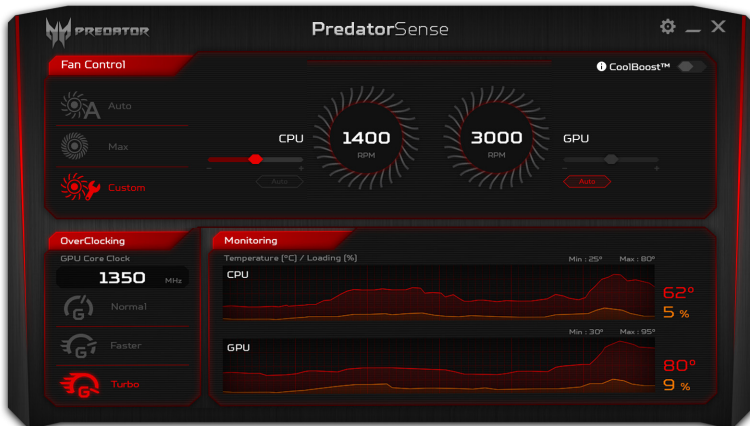 PREDATOR
PredatorSense
Fan Control
CoolBoost™
Auto
Max
Custom
CPU
- +
Auto
1400
RPM
3000
RPM
GPU
- +
Auto
OverClocking
GPU Core Clock
1350 MHz
Normal
Faster
Turbo
Monitoring
Temperature (°C) / Loading (%)
Min : 25° Max : 80°
CPU
62°
5 %
Min : 30° Max : 95°
GPU
80°
9 %